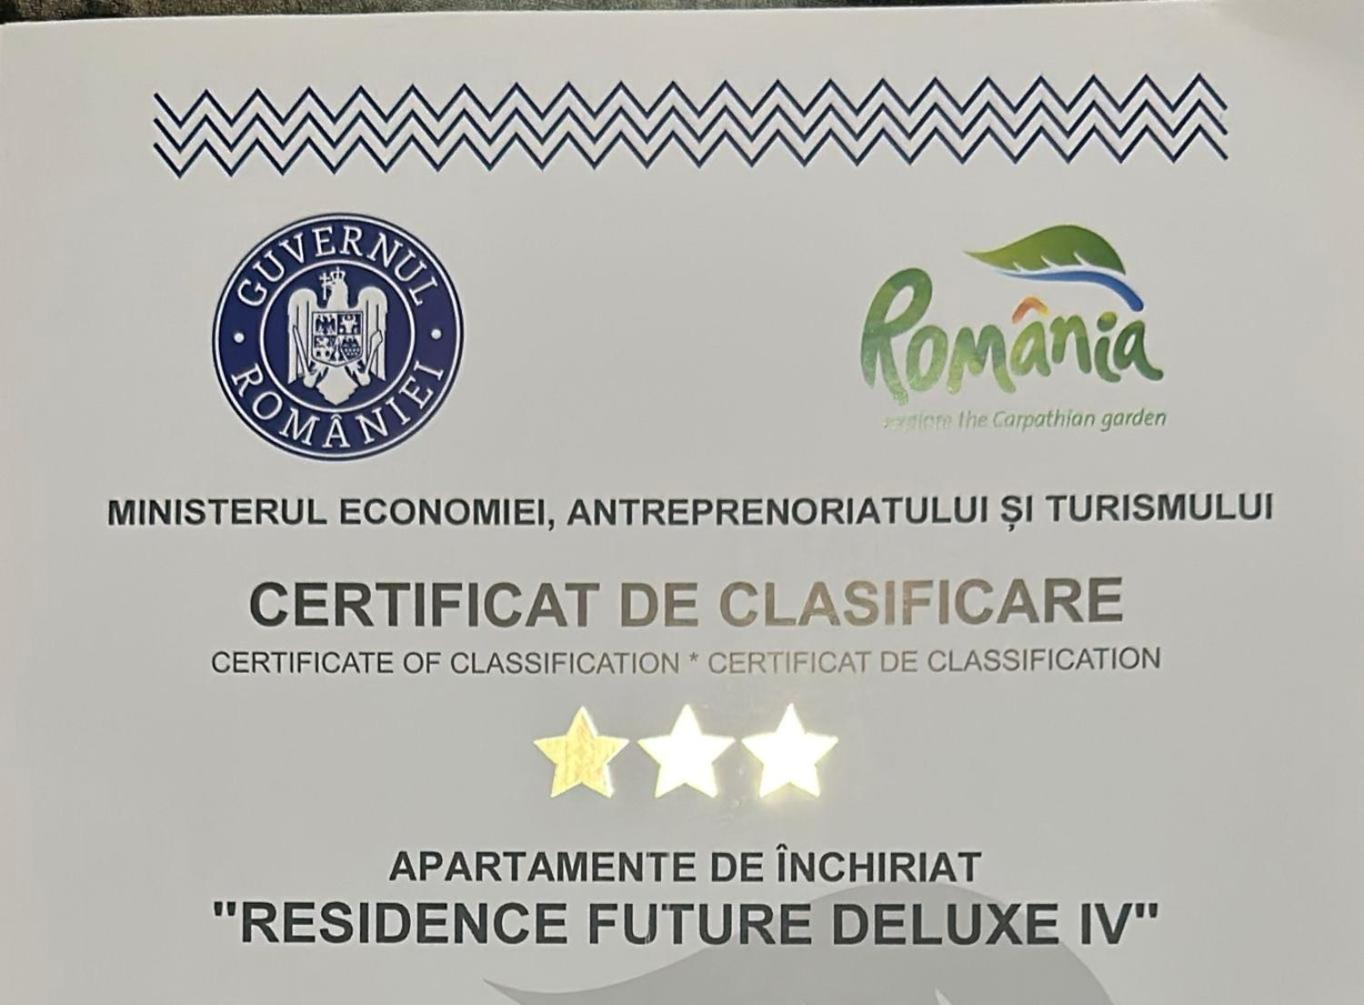 GUVERNUL
ROMÂNIEI
România
explore the Carpathian garden
MINISTERUL ECONOMIEI, ANTREPRENORIATULUI ȘI TURISMULUI
CERTIFICAT DE CLASIFICARE
CERTIFICATE OF CLASSIFICATION * CERTIFICAT DE CLASSIFICATION
APARTAMENTE DE ÎNCHIRIAT
"RESIDENCE FUTURE DELUXE IV"